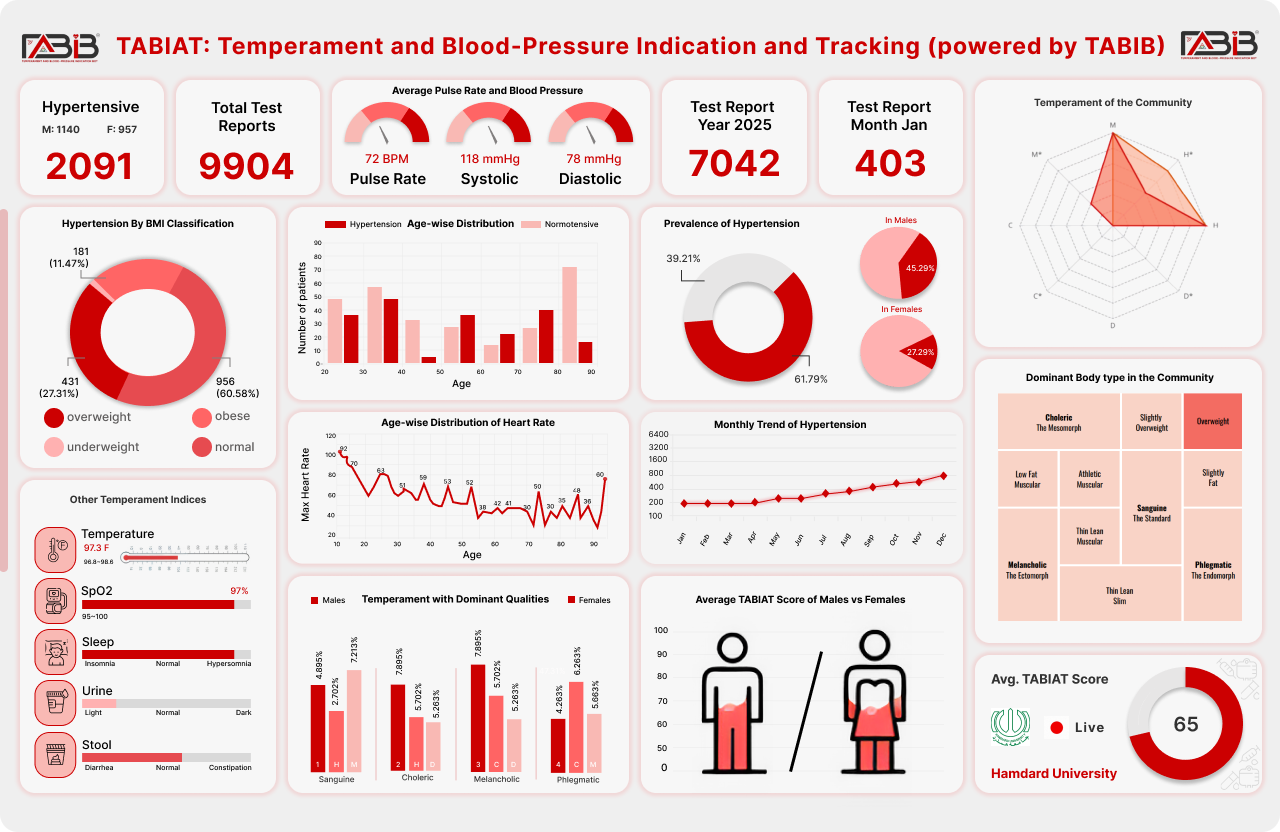 TABIB
TABIAT: Temperament and Blood-Pressure Indication and Tracking (powered by TABIB)
TABIB
Hypertensive
M: 1140 F: 957
2091
Total Test
Reports
9904
Average Pulse Rate and Blood Pressure
72 BPM
Pulse Rate
118 mmHg
Systolic
78 mmHg
Diastolic
Test Report
Year 2025
7042
Test Report
Month Jan
403
Temperament of the Community
M
H*
H
D*
D
C*
C
M*
Hypertension By BMI Classification
181
(11.47%)
431
(27.31%)
956
(60.58%)
overweight
obese
underweight
normal
Hypertension Age-wise Distribution Normotensive
Number of patients
90
80
70
60
50
40
30
20
10
0
20 30 40 50 60 70 80 90
Age
Prevalence of Hypertension
39.21%
61.79%
In Males
45.29%
In Females
27.29%
Age-wise Distribution of Heart Rate
Max Heart Rate
120
100
80
60
40
20
92
70
63
51
59
53
52
38
42
41
30
50
30
35
48
36
60
10 20 30 40 50 60 70 80 90
Age
Monthly Trend of Hypertension
6400
3200
1600
800
400
200
100
Jan Feb Mar Apr May Jun Jul Aug Sep Oct Nov Dec
Dominant Body type in the Community
Choleric
The Mesomorph
Slightly
Overweight
Overweight
Low Fat
Muscular
Athletic
Muscular
Sanguine
The Standard
Slightly
Fat
Thin Lean
Muscular
Melancholic
The Ectomorph
Phlegmatic
The Endomorph
Thin Lean
Slim
Other Temperament Indices
Temperature
97.3 F
96.8~98.6
SpO2
97%
95~100
Sleep
Insomnia Normal Hypersomnia
Urine
Light Normal Dark
Stool
Diarrhea Normal Constipation
Males Temperament with Dominant Qualities Females
4.895%
2.702%
7.213%
1 H M
Sanguine
7.895%
5.702%
5.263%
2 H D
Choleric
7.895%
5.702%
5.263%
3 C D
Melancholic
4.263%
6.263%
5.663%
4 C M
Phlegmatic
Average TABIAT Score of Males vs Females
100
90
80
70
60
50
0
Avg. TABIAT Score
Live
Hamdard University
65